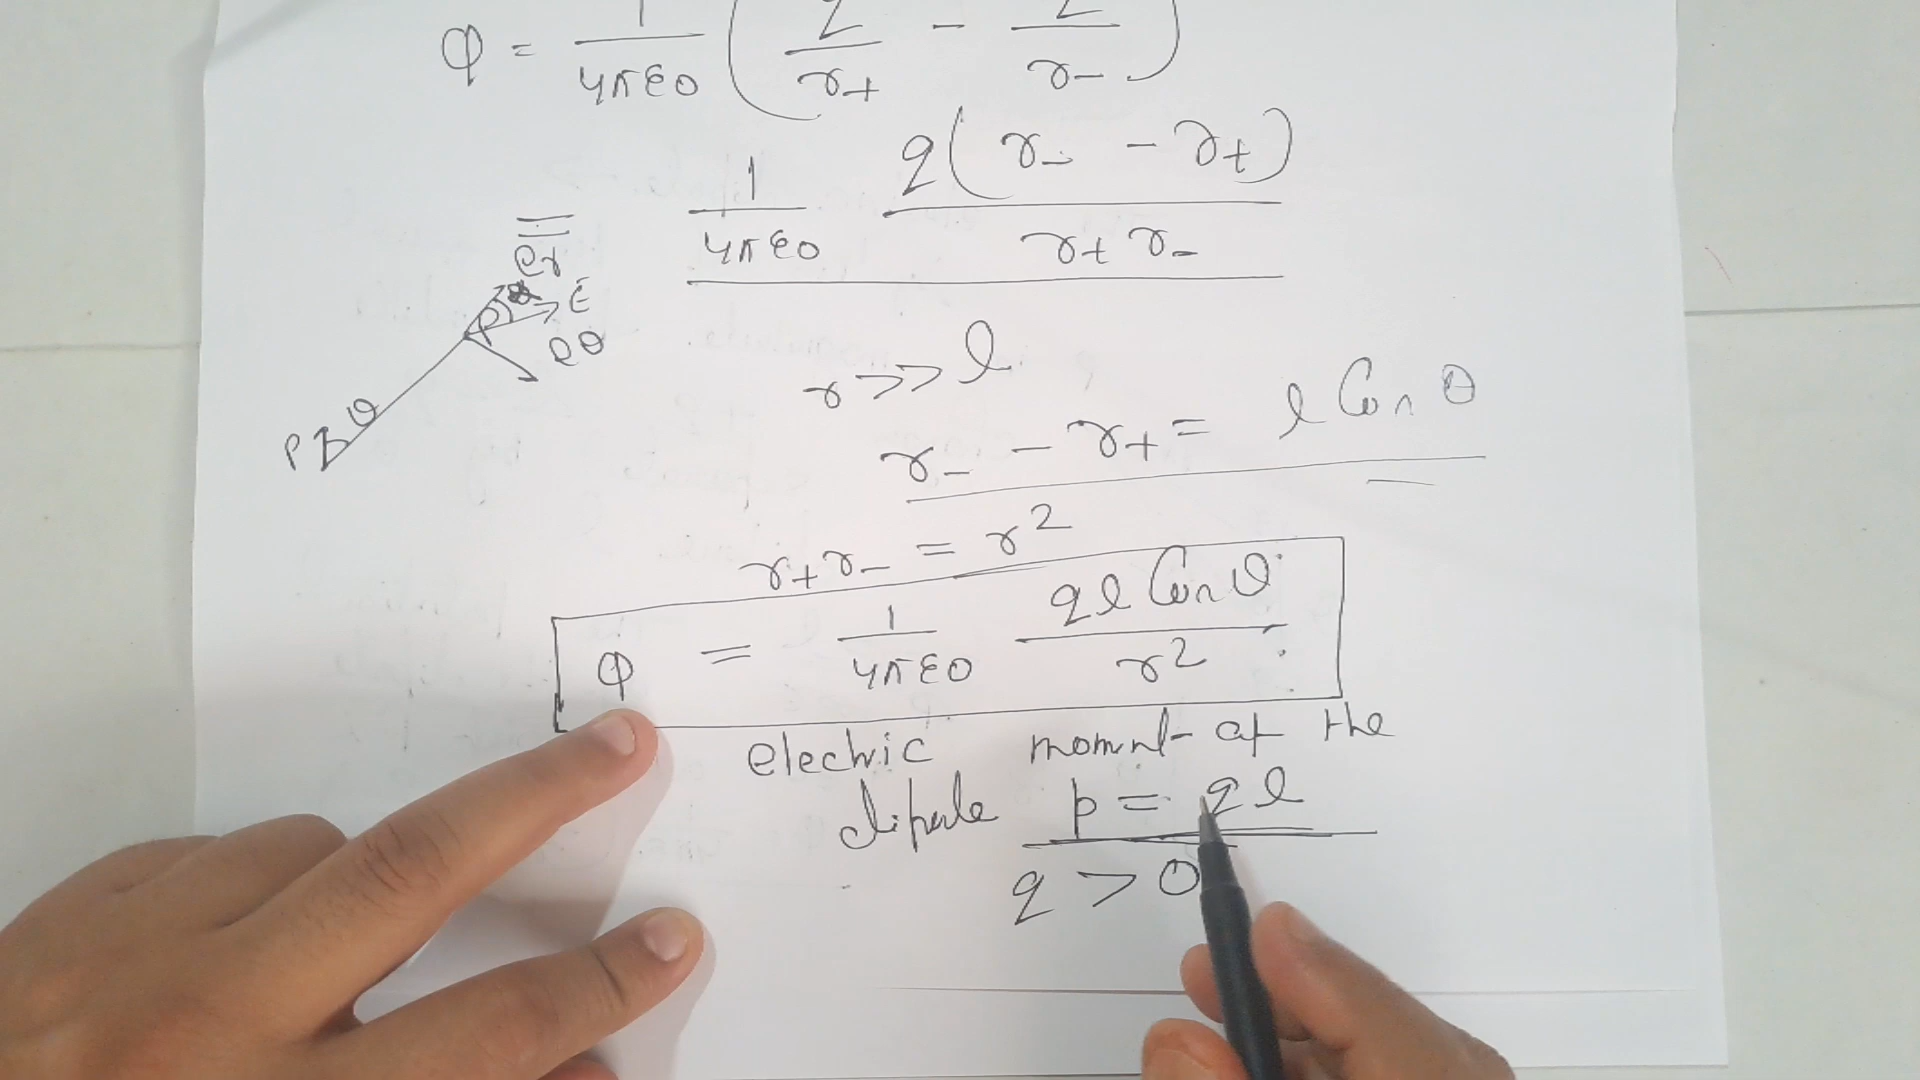 φ = 1/4πε0 (q/r+ − q/r−)
= 1/4πε0 q(r− − r+)/r+ r−
er
E
eθ
β
P θ
r >> l
r− − r+ = l Cos θ
r+r− = r²
φ = 1/4πε0 ql Cos θ/r²
electric moment of the
dipole p = ql
q > 0